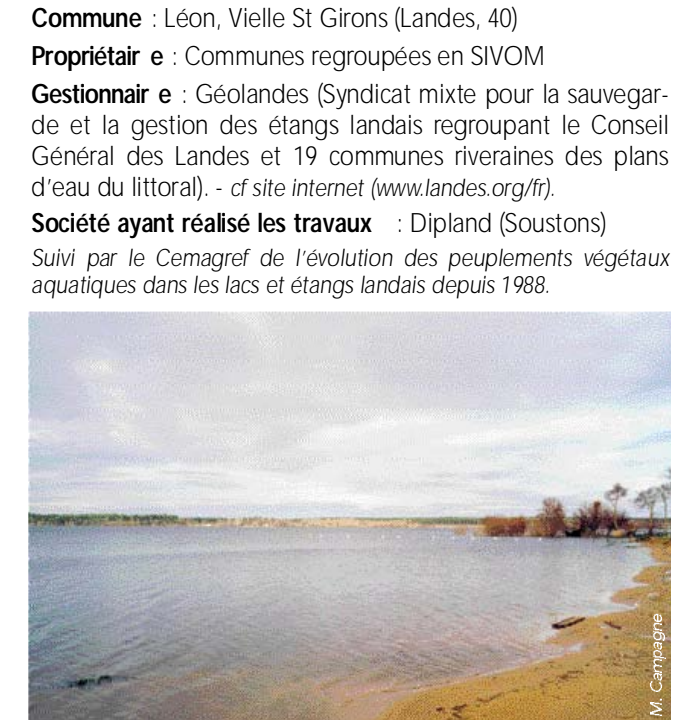 Commune : Léon, Vielle St Girons (Landes, 40)
Propriétair e : Communes regroupées en SIVOM
Gestionnair e : Géolandes (Syndicat mixte pour la sauvegar-
de et la gestion des étangs landais regroupant le Conseil
Général des Landes et 19 communes riveraines des plans
d'eau du littoral). - cf site internet (www.landes.org/fr).
Société ayant réalisé les travaux : Dipland (Soustons)
Suivi par le Cemagref de l'évolution des peuplements végétaux
aquatiques dans les lacs et étangs landais depuis 1988.
M. Campagne